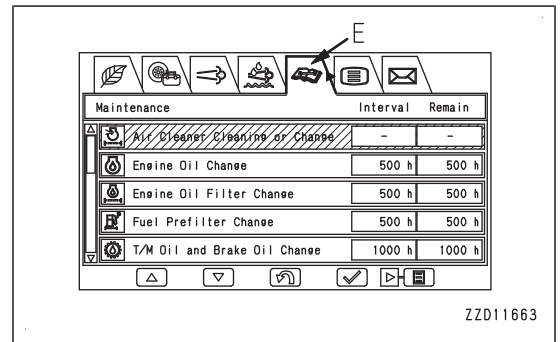 E
Maintenance Interval Remain
Air Cleaner Cleaning or Change - -
Engine Oil Change 500 h 500 h
Engine Oil Filter Change 500 h 500 h
Fuel Prefilter Change 500 h 500 h
T/M Oil and Brake Oil Change 1000 h 1000 h
ZZD11663